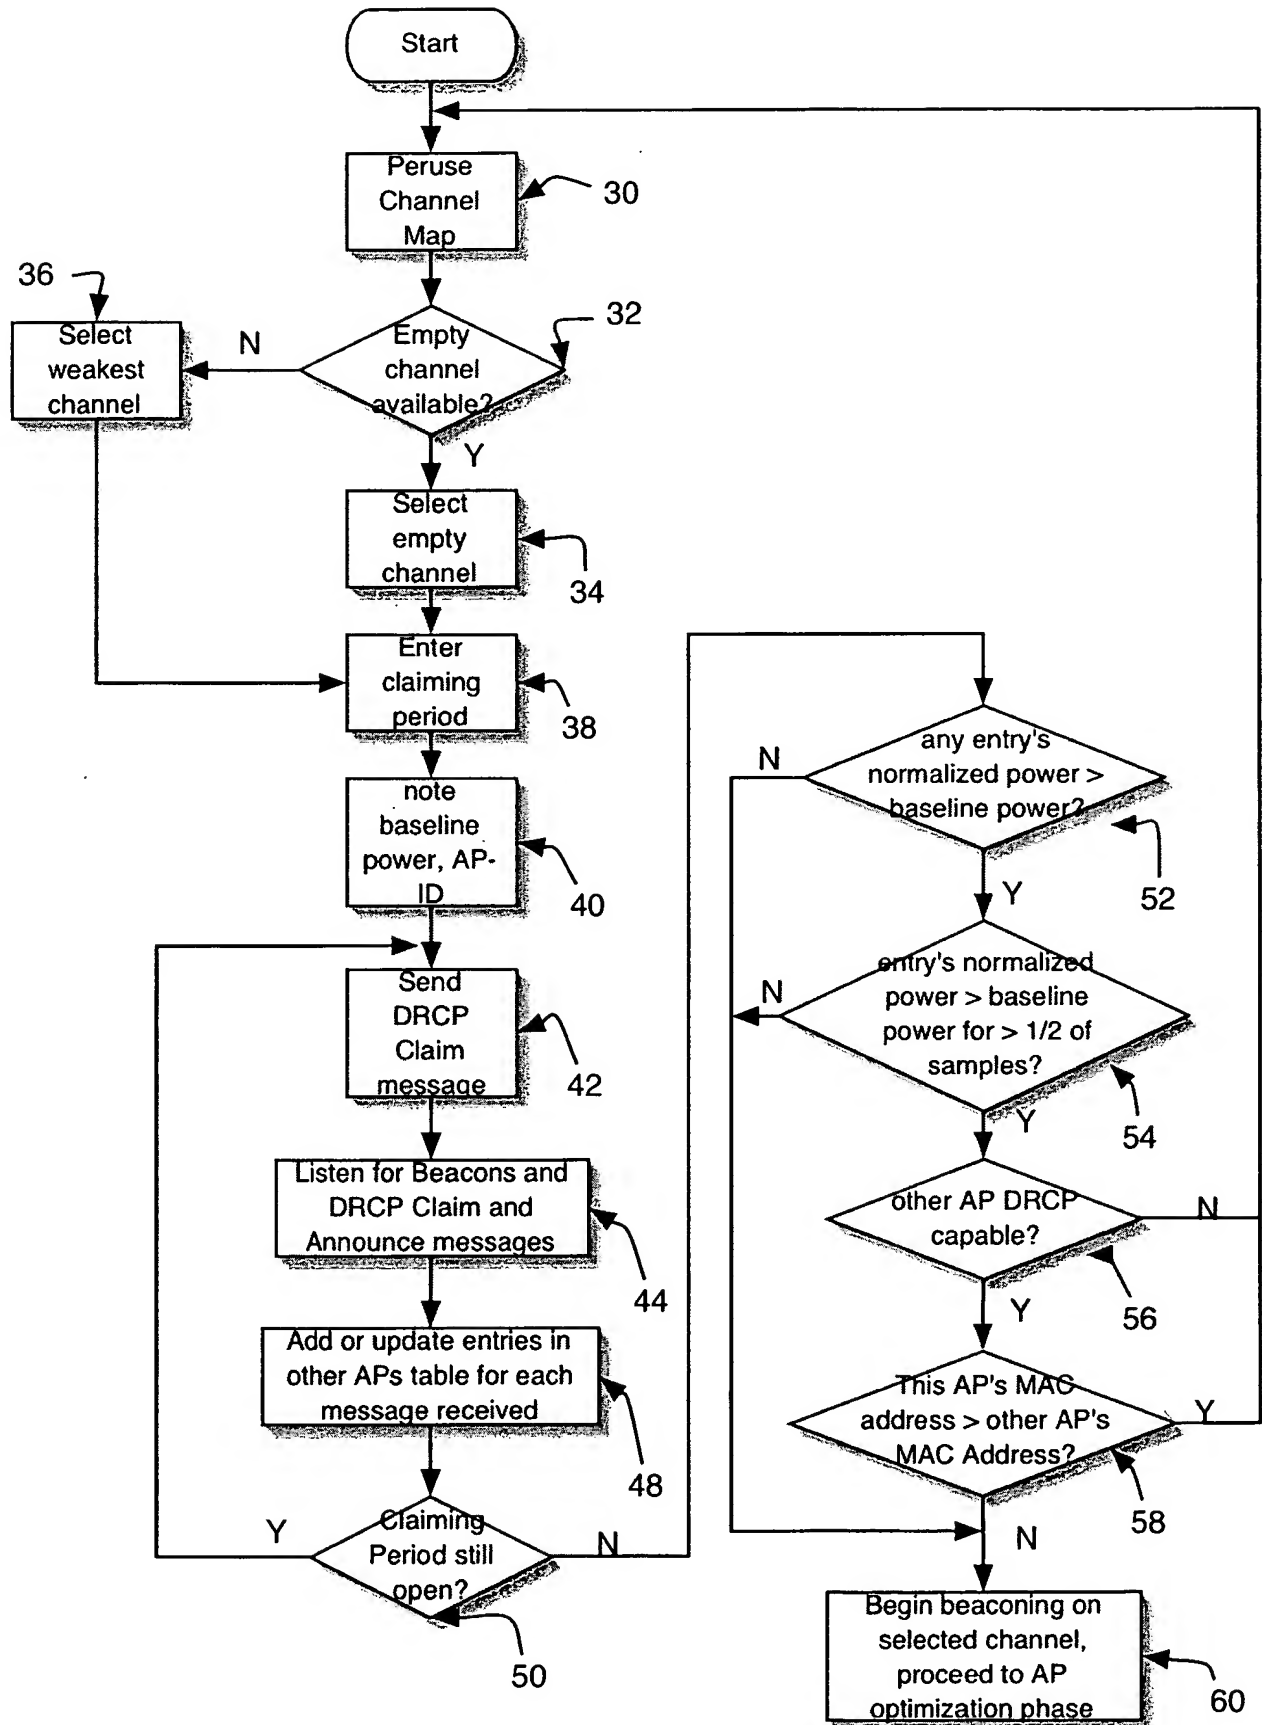 Start
Peruse
Channel
Map
30
36
Select
weakest
channel
N
Empty
channel
available?
32
Y
Select
empty
channel
34
Enter
claiming
period
38
note
baseline
power, AP-
ID
40
Send
DRCP
Claim
message
42
Listen for Beacons and
DRCP Claim and
Announce messages
44
Add or update entries in
other APs table for each
message received
48
Y
Claiming
Period still
open?
N
50
N
any entry's
normalized power >
baseline power?
52
Y
N
entry's normalized
power > baseline
power for > 1/2 of
samples?
54
Y
other AP DRCP
capable?
N
56
Y
This AP's MAC
address > other AP's
MAC Address?
Y
58
N
Begin beaconing on
selected channel,
proceed to AP
optimization phase
60